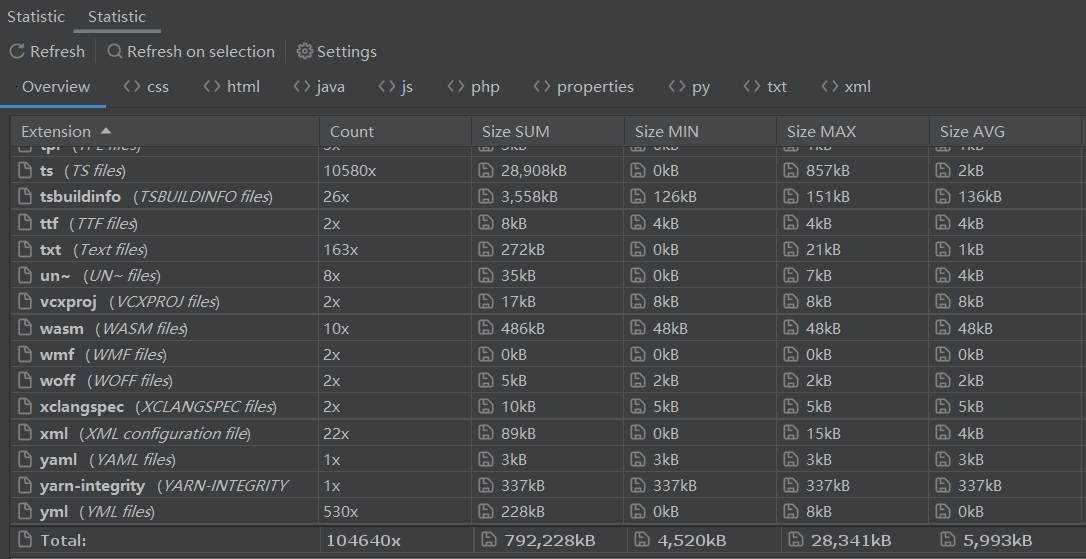 Statistic Statistic
Refresh Refresh on selection Settings
Overview <> css <> html <> java <> js <> php <> properties <> py <> txt <> xml
Extension Count Size SUM Size MIN Size MAX Size AVG
ts (TS files) 10580x 28,908kB 0kB 857kB 2kB
tsbuildinfo (TSBUILDINFO files) 26x 3,558kB 126kB 151kB 136kB
ttf (TTF files) 2x 8kB 4kB 4kB 4kB
txt (Text files) 163x 272kB 0kB 21kB 1kB
un~ (UN~ files) 8x 35kB 0kB 7kB 4kB
vcxproj (VCXPROJ files) 2x 17kB 8kB 8kB 8kB
wasm (WASM files) 10x 486kB 48kB 48kB 48kB
wmf (WMF files) 2x 0kB 0kB 0kB 0kB
woff (WOFF files) 2x 5kB 2kB 2kB 2kB
xclangspec (XCLANGSPEC files) 2x 10kB 5kB 5kB 5kB
xml (XML configuration file) 22x 89kB 0kB 15kB 4kB
yaml (YAML files) 1x 3kB 3kB 3kB 3kB
yarn-integrity (YARN-INTEGRITY 1x 337kB 337kB 337kB 337kB
yml (YML files) 530x 228kB 0kB 8kB 0kB
Total: 104640x 792,228kB 4,520kB 28,341kB 5,993kB